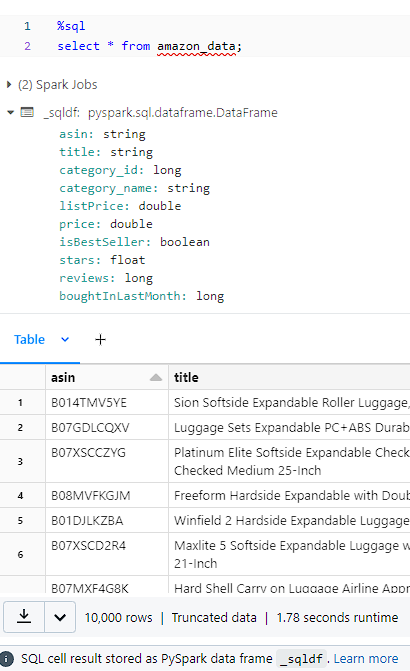 1 %sql
2 select * from amazon_data;
(2) Spark Jobs
_sqldf: pyspark.sql.dataframe.DataFrame
asin: string
title: string
category_id: long
category_name: string
listPrice: double
price: double
isBestSeller: boolean
stars: float
reviews: long
boughtInLastMonth: long
Table +
asin title
1 B014TMV5YE Sion Softside Expandable Roller Luggage,
2 B07GDLCQXV Luggage Sets Expandable PC+ABS Durab
3 B07XSCCZYG Platinum Elite Softside Expandable Check
Checked Medium 25-Inch
4 B08MVFKGJM Freeform Hardside Expandable with Doub
5 B01DJLKZBA Winfield 2 Hardside Expandable Luggage
6 B07XSCD2R4 Maxlite 5 Softside Expandable Luggage w
21-Inch
B07MXF4G8K Hard Shell Carry on Luggage Airline Appr
10,000 rows | Truncated data | 1.78 seconds runtime
SQL cell result stored as PySpark data frame _sqldf. Learn more